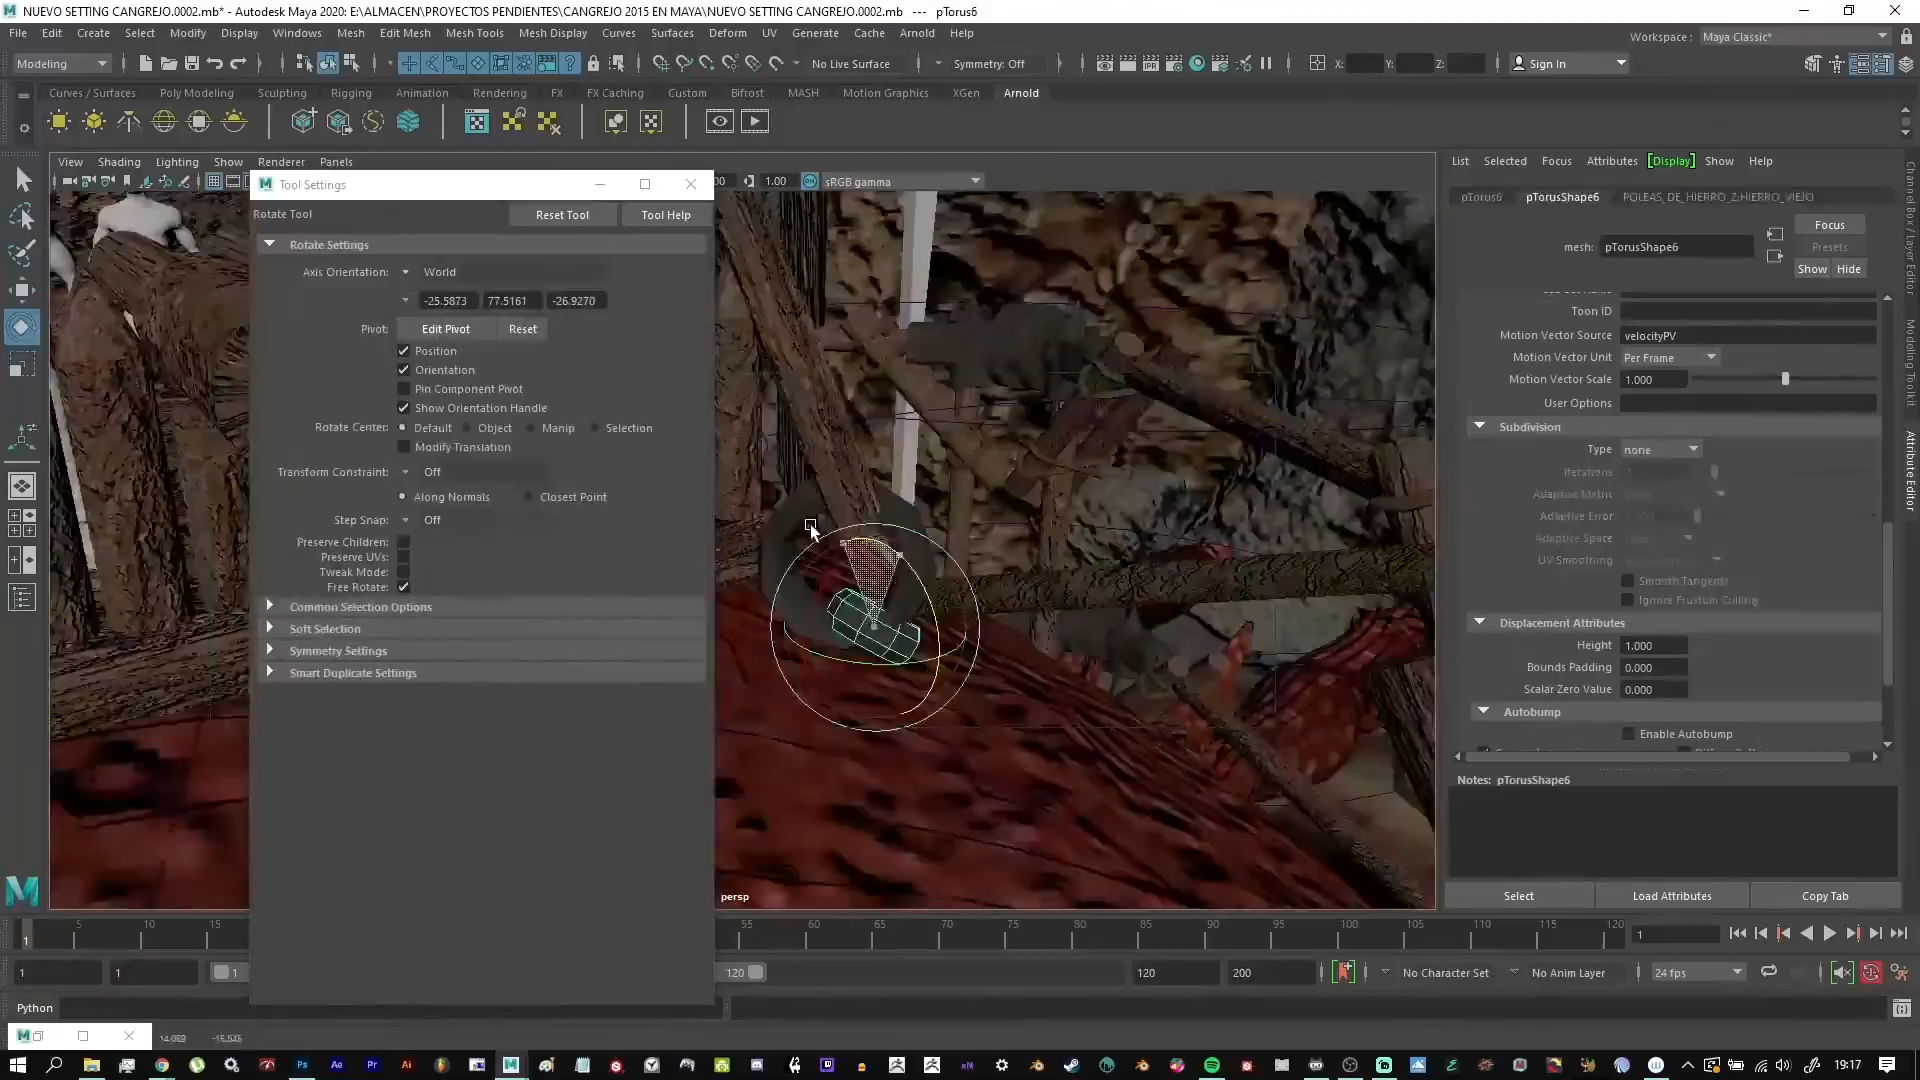 NUEVO SETTING CANGREJO.0002.mb* - Autodesk Maya 2020: E:\ALMACEN\PROYECTOS PENDIENTES\CANGREJO 2015 EN MAYA\NUEVO SETTING CANGREJO.0002.mb --- pTorus6
File Edit Create Select Modify Display Windows Mesh Edit Mesh Mesh Tools Mesh Display Curves Surfaces Deform UV Generate Cache Arnold Help
Workspace: Maya Classic*
Modeling No Live Surface Symmetry: Off X: Y: Z: Sign In
Curves / Surfaces Poly Modeling Sculpting Rigging Animation Rendering FX FX Caching Custom Bifrost MASH Motion Graphics XGen Arnold
View Shading Lighting Show Renderer Panels
00 1.00 sRGB gamma
Tool Settings
Rotate Tool Reset Tool Tool Help
Rotate Settings
Axis Orientation: World
-25.5873 77.5161 -26.9270
Pivot: Edit Pivot Reset
Position
Orientation
Pin Component Pivot
Show Orientation Handle
Rotate Center: Default Object Manip Selection
Modify Translation
Transform Constraint: Off
Along Normals Closest Point
Step Snap: Off
Preserve Children:
Preserve UVs:
Tweak Mode:
Free Rotate:
Common Selection Options
Soft Selection
Symmetry Settings
Smart Duplicate Settings
persp
List Selected Focus Attributes [Display] Show Help
pTorus6 pTorusShape6 POLEAS_DE_HIERRO_Z:HIERRO_VIEJO
Focus
mesh: pTorusShape6
Presets
Show Hide
Toon ID
Motion Vector Source velocityPV
Motion Vector Unit Per Frame
Motion Vector Scale 1.000
User Options
Subdivision
Type none
Iterations
Adaptive Metric
Adaptive Error
Adaptive Space
UV Smoothing
Smooth Tangents
Ignore Frustum Culling
Displacement Attributes
Height 1.000
Bounds Padding 0.000
Scalar Zero Value 0.000
Autobump
Enable Autobump
Notes: pTorusShape6
Select Load Attributes Copy Tab
Channel Box / Layer Editor
Modeling Toolkit
Attribute Editor
1 5 10 15 55 60 65 70 75 80 85 90 95 100 105 110 115 120 1
1 1 1 120 120 200 No Character Set No Anim Layer 24 fps
Python
19:17